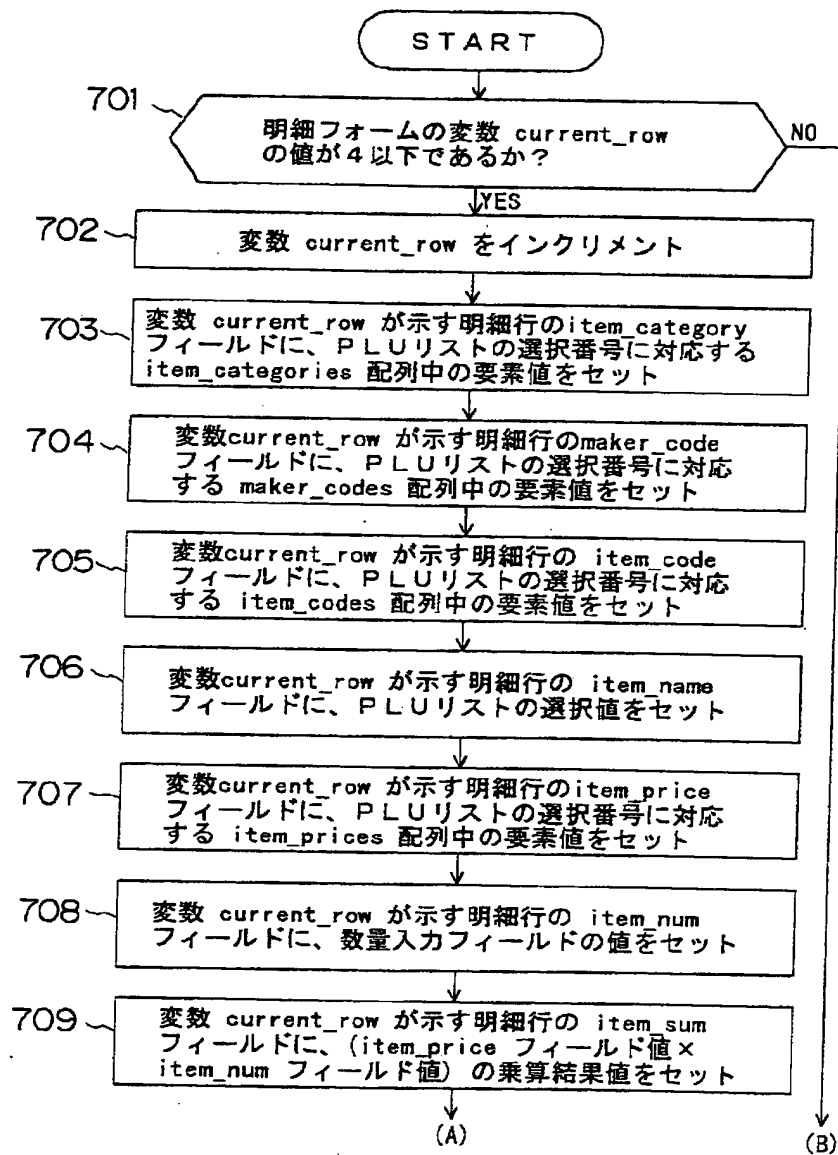 START
701
明細フォームの変数 current_row
の値が4以下であるか?
NO
YES
702
変数 current_row をインクリメント
703
変数 current_row が示す明細行のitem_category
フィールドに、PLUリストの選択番号に対応する
item_categories 配列中の要素値をセット
704
変数current_row が示す明細行のmaker_code
フィールドに、PLUリストの選択番号に対応
する maker_codes 配列中の要素値をセット
705
変数current_row が示す明細行の item_code
フィールドに、PLUリストの選択番号に対応
する item_codes 配列中の要素値をセット
706
変数current_row が示す明細行の item_name
フィールドに、PLUリストの選択値をセット
707
変数current_row が示す明細行のitem_price
フィールドに、PLUリストの選択番号に対応
する item_prices 配列中の要素値をセット
708
変数 current_row が示す明細行の item_num
フィールドに、数量入力フィールドの値をセット
709
変数 current_row が示す明細行の item_sum
フィールドに、(item_price フィールド値×
item_num フィールド値) の乗算結果値をセット
(A)
(B)